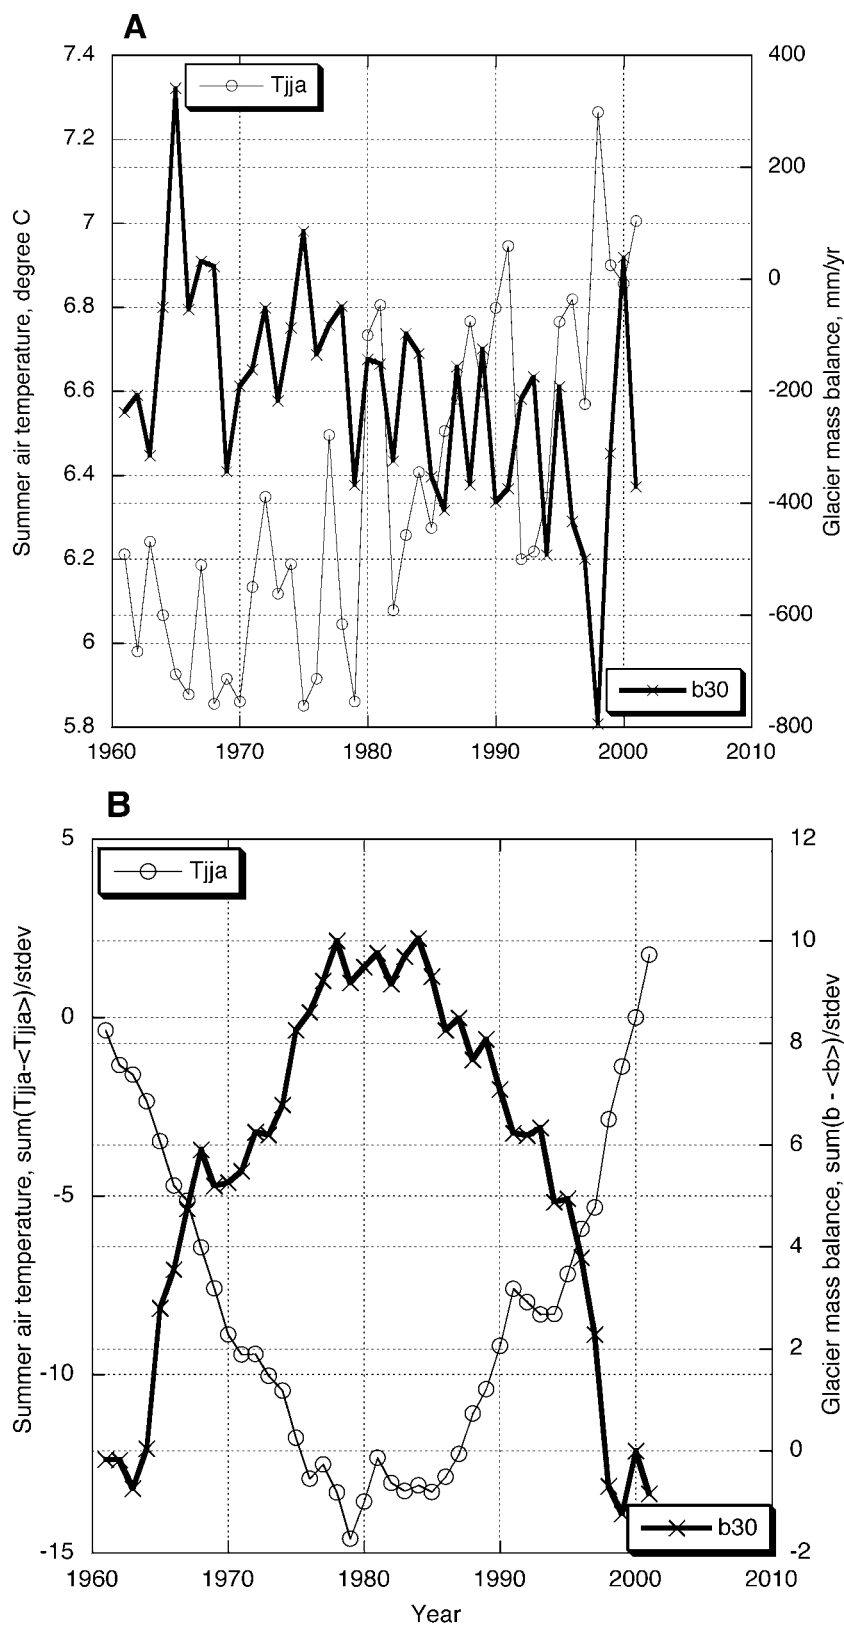 A
7.4
7.2
7
6.8
6.6
6.4
6.2
6
5.8
Summer air temperature, degree C
400
200
0
-200
-400
-600
-800
Glacier mass balance, mm/yr
Tjja
b30
1960 1970 1980 1990 2000 2010
B
5
0
-5
-10
-15
Summer air temperature, sum(Tjja-<Tjja>)/stdev
12
10
8
6
4
2
0
-2
Glacier mass balance, sum(b - <b>)/stdev
Tjja
b30
1960 1970 1980 1990 2000 2010
Year